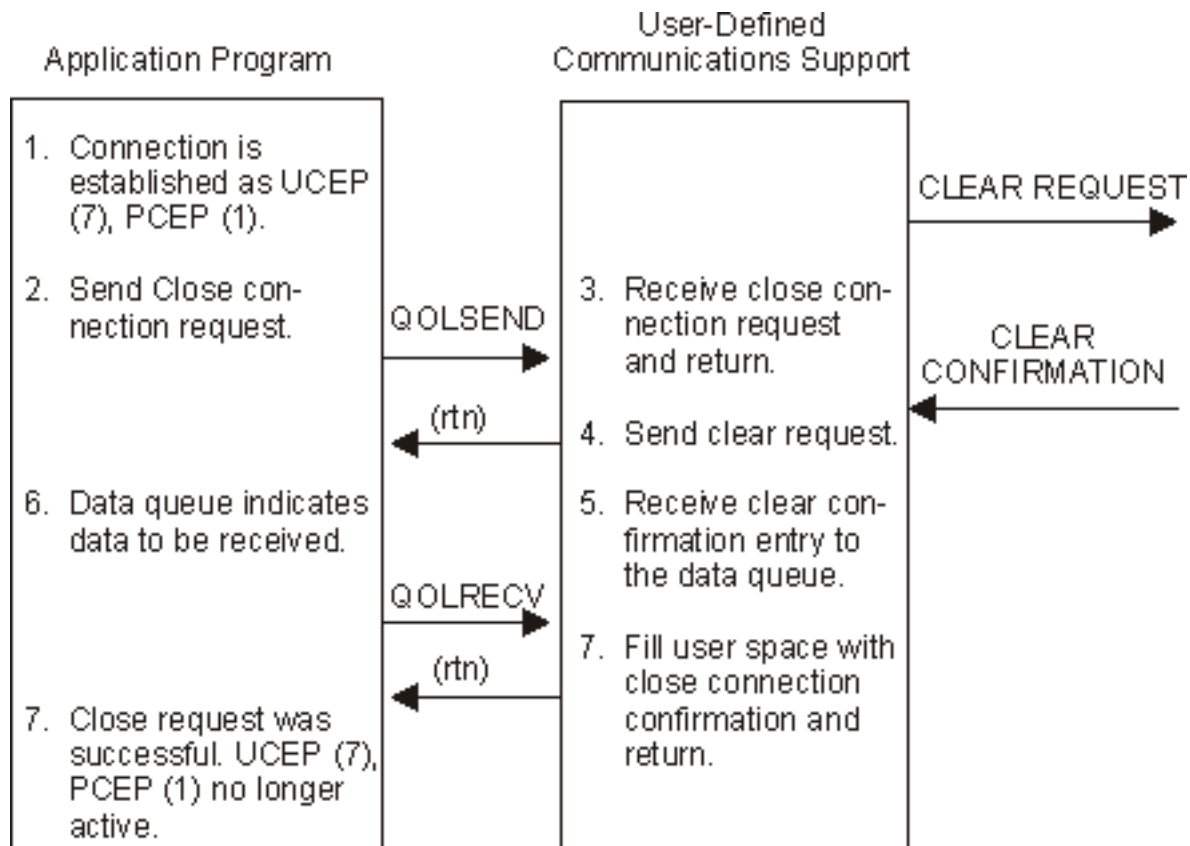 User-Defined
Communications Support
Application Program
1. Connection is
established as UCEP
(7), PCEP (1).
CLEAR REQUEST
2. Send Close con-
nection request.
QOLSEND
3. Receive close con-
nection request
and return.
CLEAR
CONFIRMATION
(rtn)
4. Send clear request.
6. Data queue indicates
data to be received.
5. Receive clear con-
firmation entry to
the data queue.
QOLRECV
(rtn)
7. Fill user space with
close connection
confirmation and
return.
7. Close request was
successful. UCEP (7),
PCEP (1) no longer
active.